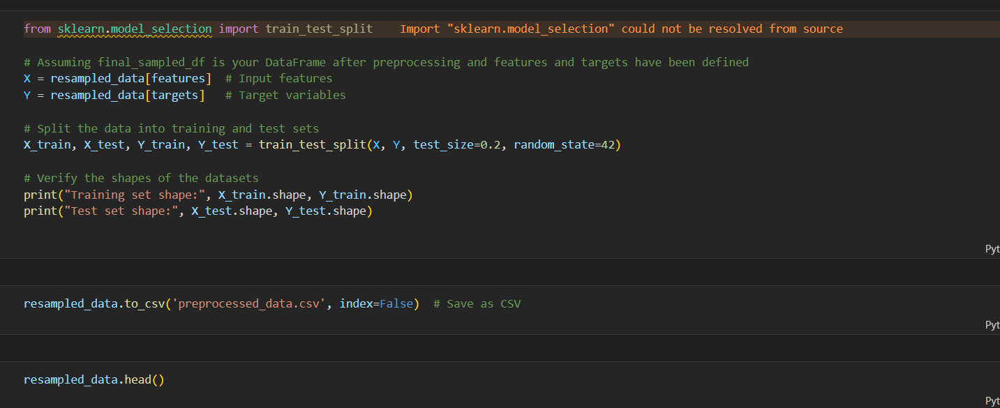 from sklearn.model_selection import train_test_split    Import "sklearn.model_selection" could not be resolved from source
# Assuming final_sampled_df is your DataFrame after preprocessing and features and targets have been defined
X = resampled_data[features]  # Input features
Y = resampled_data[targets]   # Target variables
# Split the data into training and test sets
X_train, X_test, Y_train, Y_test = train_test_split(X, Y, test_size=0.2, random_state=42)
# Verify the shapes of the datasets
print("Training set shape:", X_train.shape, Y_train.shape)
print("Test set shape:", X_test.shape, Y_test.shape)
Pyt
resampled_data.to_csv('preprocessed_data.csv', index=False)  # Save as CSV
Pyt
resampled_data.head()
Pyt